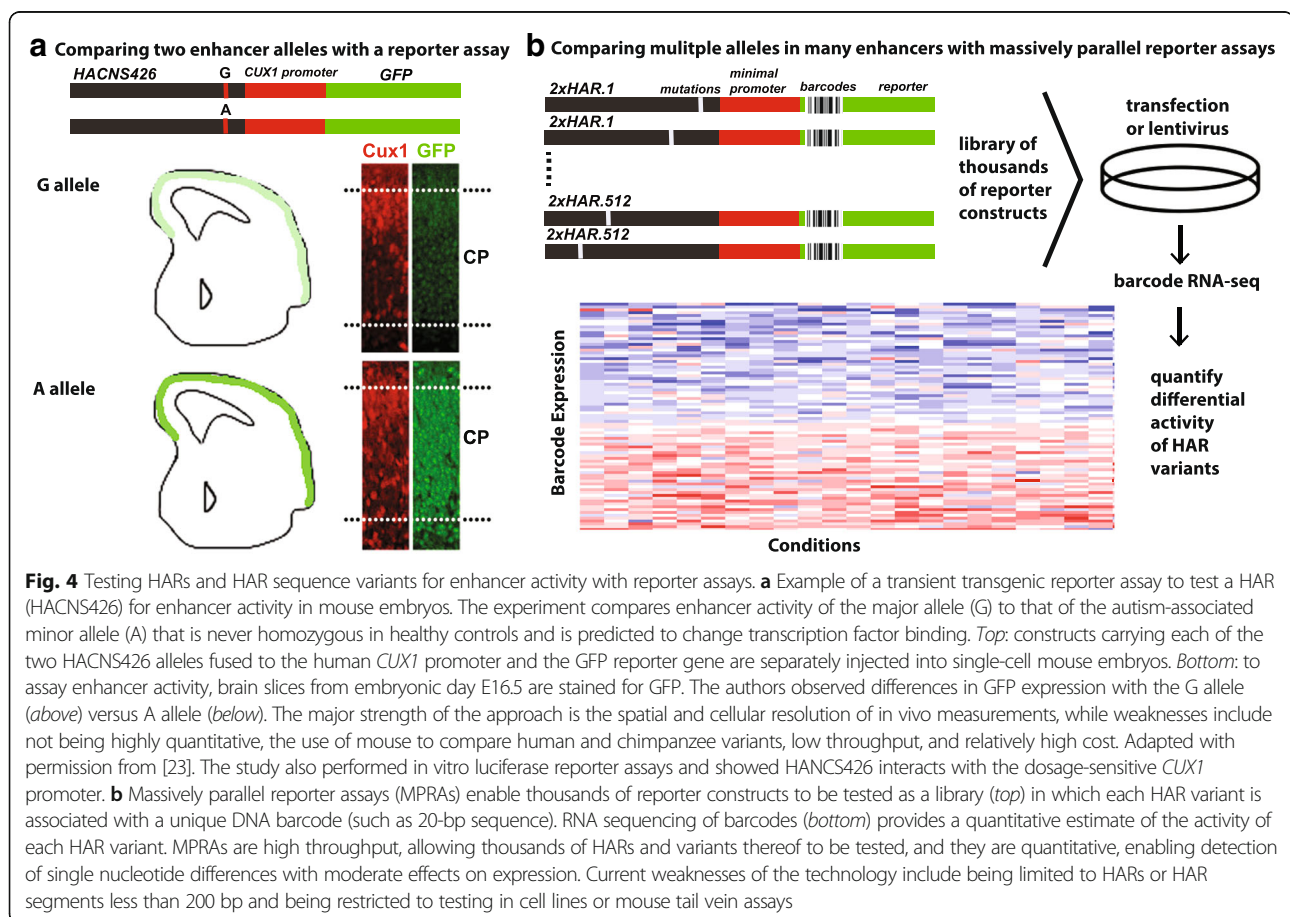 a Comparing two enhancer alleles with a reporter assay
HACNS426 G CUX1 promoter GFP
A
Cux1 GFP
G allele
CP
A allele
CP
b Comparing mulitple alleles in many enhancers with massively parallel reporter assays
2xHAR.1 mutations minimal promoter barcodes reporter
2xHAR.1
2xHAR.512
2xHAR.512
library of
thousands
of reporter
constructs
transfection
or lentivirus
barcode RNA-seq
quantify
differential
activity
of HAR
variants
Barcode Expression
Conditions
Fig. 4 Testing HARs and HAR sequence variants for enhancer activity with reporter assays. a Example of a transient transgenic reporter assay to test a HAR
(HACNS426) for enhancer activity in mouse embryos. The experiment compares enhancer activity of the major allele (G) to that of the autism-associated
minor allele (A) that is never homozygous in healthy controls and is predicted to change transcription factor binding. Top: constructs carrying each of the
two HACNS426 alleles fused to the human CUX1 promoter and the GFP reporter gene are separately injected into single-cell mouse embryos. Bottom: to
assay enhancer activity, brain slices from embryonic day E16.5 are stained for GFP. The authors observed differences in GFP expression with the G allele
(above) versus A allele (below). The major strength of the approach is the spatial and cellular resolution of in vivo measurements, while weaknesses include
not being highly quantitative, the use of mouse to compare human and chimpanzee variants, low throughput, and relatively high cost. Adapted with
permission from [23]. The study also performed in vitro luciferase reporter assays and showed HANCS426 interacts with the dosage-sensitive CUX1
promoter. b Massively parallel reporter assays (MPRAs) enable thousands of reporter constructs to be tested as a library (top) in which each HAR variant is
associated with a unique DNA barcode (such as 20-bp sequence). RNA sequencing of barcodes (bottom) provides a quantitative estimate of the activity of
each HAR variant. MPRAs are high throughput, allowing thousands of HARs and variants thereof to be tested, and they are quantitative, enabling detection
of single nucleotide differences with moderate effects on expression. Current weaknesses of the technology include being limited to HARs or HAR
segments less than 200 bp and being restricted to testing in cell lines or mouse tail vein assays